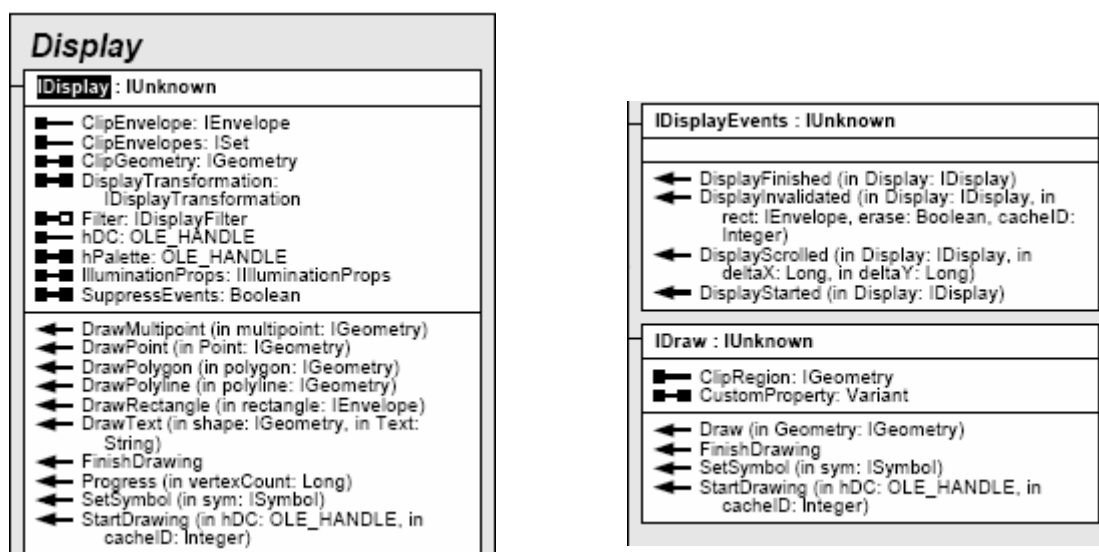 Display
IDisplay : IUnknown
ClipEnvelope: IEnvelope
ClipEnvelopes: ISet
ClipGeometry: IGeometry
DisplayTransformation:
IDisplayTransformation
Filter: IDisplayFilter
hDC: OLE_HANDLE
hPalette: OLE_HANDLE
IlluminationProps: IIlluminationProps
SuppressEvents: Boolean
DrawMultipoint (in multipoint: IGeometry)
DrawPoint (in Point: IGeometry)
DrawPolygon (in polygon: IGeometry)
DrawPolyline (in polyline: IGeometry)
DrawRectangle (in rectangle: IEnvelope)
DrawText (in shape: IGeometry, in Text:
String)
FinishDrawing
Progress (in vertexCount: Long)
SetSymbol (in sym: ISymbol)
StartDrawing (in hDC: OLE_HANDLE, in
cacheID: Integer)
IDisplayEvents : IUnknown
DisplayFinished (in Display: IDisplay)
DisplayInvalidated (in Display: IDisplay, in
rect: IEnvelope, erase: Boolean, cacheID:
Integer)
DisplayScrolled (in Display: IDisplay, in
deltaX: Long, in deltaY: Long)
DisplayStarted (in Display: IDisplay)
IDraw : IUnknown
ClipRegion: IGeometry
CustomProperty: Variant
Draw (in Geometry: IGeometry)
FinishDrawing
SetSymbol (in sym: ISymbol)
StartDrawing (in hDC: OLE_HANDLE, in
cacheID: Integer)